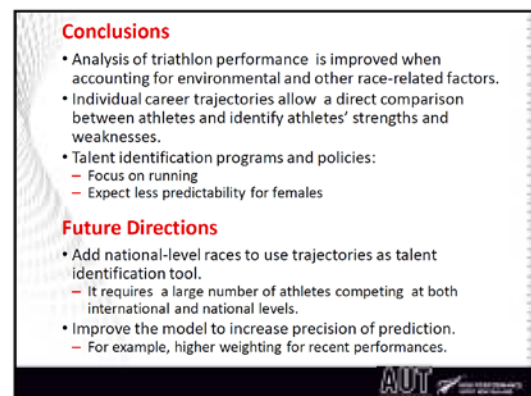 Conclusions
• Analysis of triathlon performance is improved when
accounting for environmental and other race-related factors.
• Individual career trajectories allow a direct comparison
between athletes and identify athletes' strengths and
weaknesses.
• Talent identification programs and policies:
– Focus on running
– Expect less predictability for females
Future Directions
• Add national-level races to use trajectories as talent
identification tool.
– It requires a large number of athletes competing at both
international and national levels.
• Improve the model to increase precision of prediction.
– For example, higher weighting for recent performances.
AUT